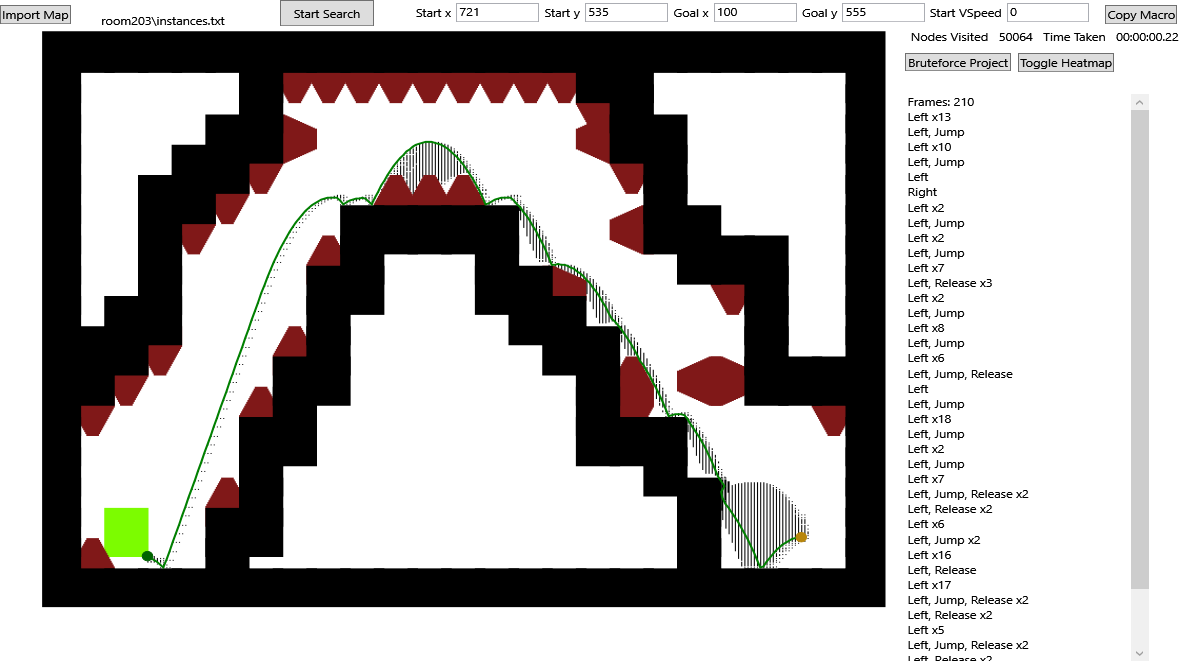 Import Map
room203\instances.txt
Start Search
Start x 721 Start y 535 Goal x 100 Goal y 555 Start VSpeed 0
Copy Macro
Nodes Visited 50064 Time Taken 00:00:00.22
Bruteforce Project Toggle Heatmap
Frames: 210
Left x13
Left, Jump
Left x10
Left, Jump
Left
Right
Left x2
Left, Jump
Left x2
Left, Jump
Left x7
Left, Release x3
Left x2
Left, Jump
Left x8
Left, Jump
Left x6
Left, Jump, Release
Left
Left, Jump
Left x18
Left, Jump
Left x2
Left, Jump
Left x7
Left, Jump, Release x2
Left, Release x2
Left x6
Left, Jump x2
Left x16
Left, Release
Left x17
Left, Jump, Release x2
Left, Release x2
Left x5
Left, Jump, Release x2
Left, Release x2